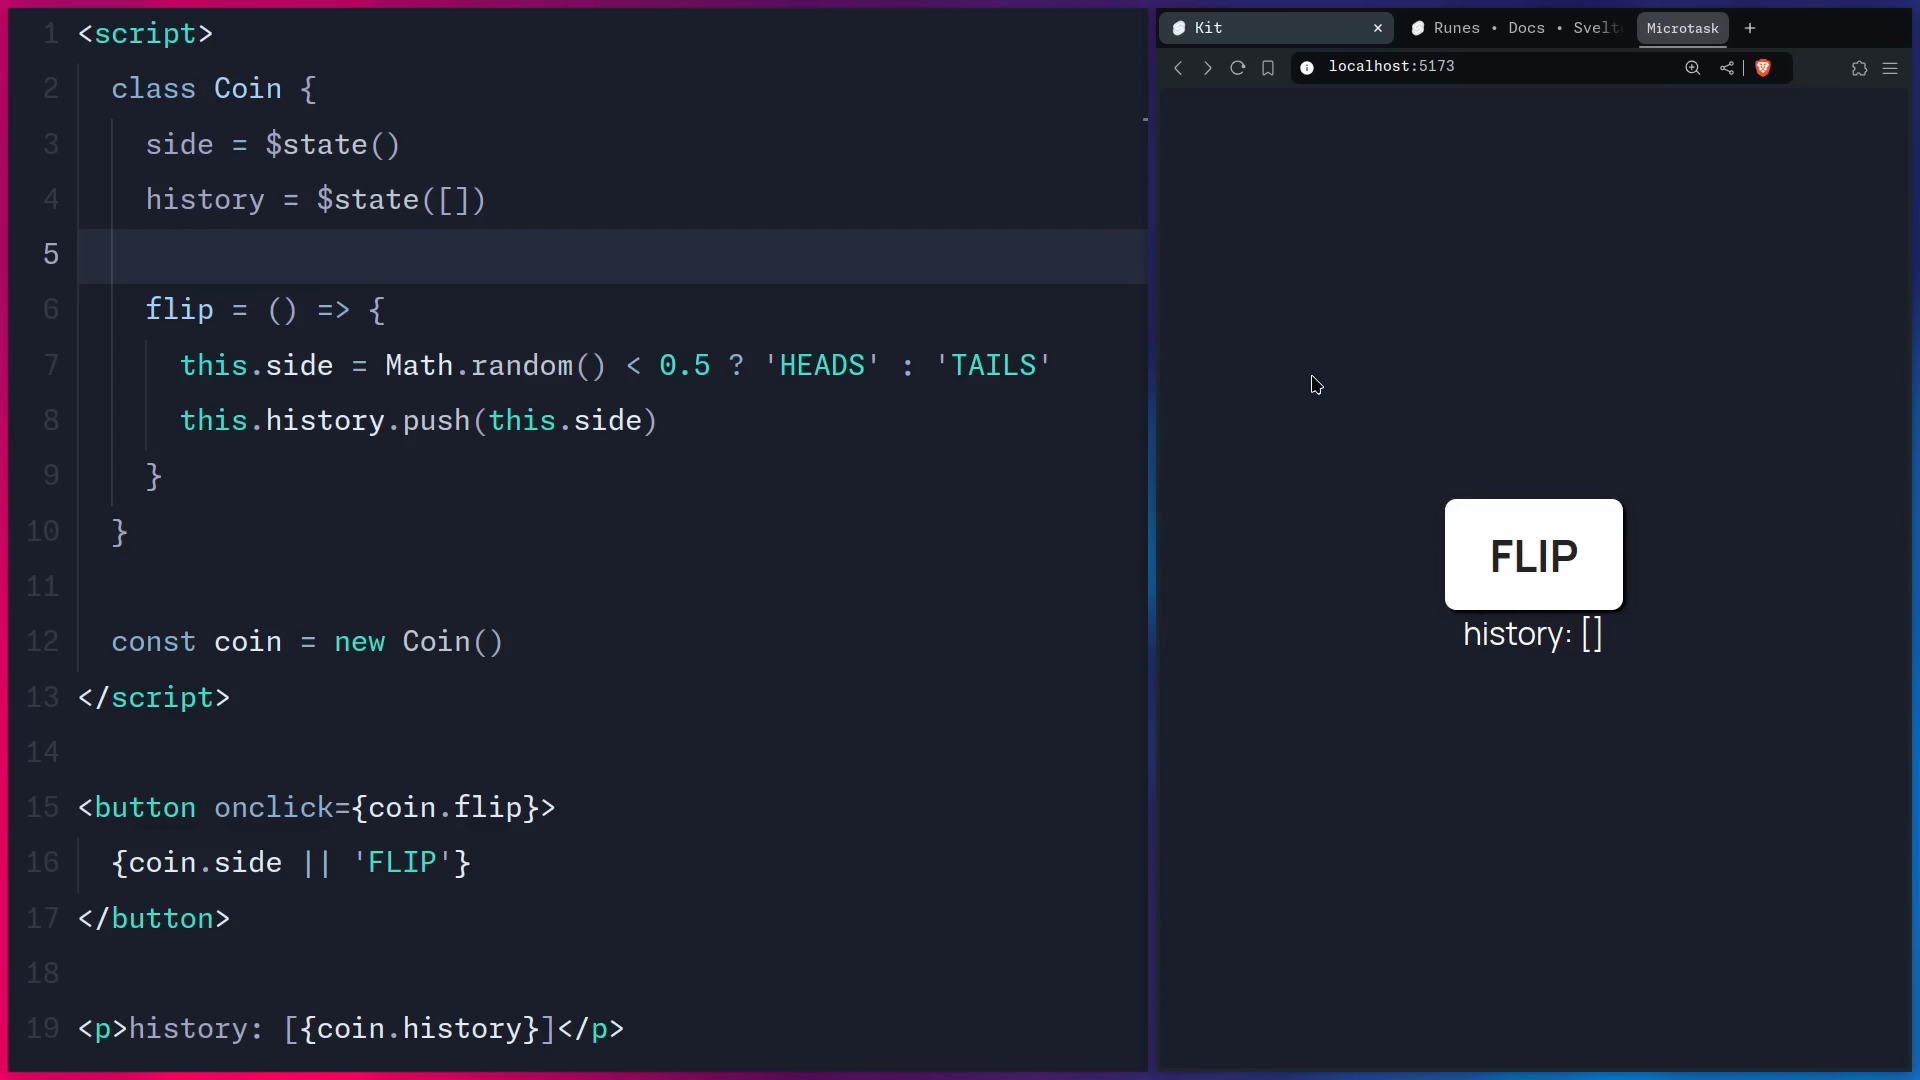 1 <script>
2 class Coin {
3 side = $state()
4 history = $state([])
5
6 flip = () => {
7 this.side = Math.random() < 0.5 ? 'HEADS' : 'TAILS'
8 this.history.push(this.side)
9 }
10 }
11
12 const coin = new Coin()
13 </script>
14
15 <button onclick={coin.flip}>
16 {coin.side || 'FLIP'}
17 </button>
18
19 <p>history: [{coin.history}]</p>
Kit × Runes • Docs • Svelt Microtask +
localhost:5173
FLIP
history: []